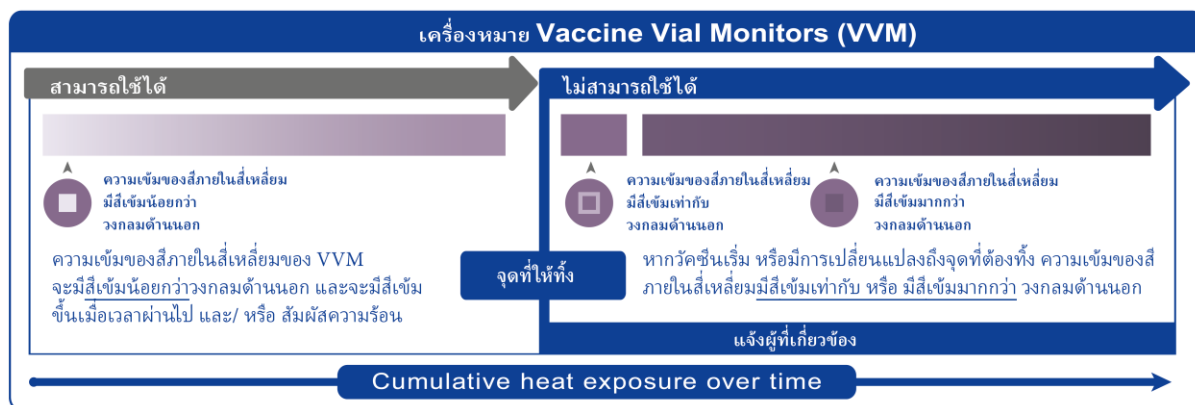 เครื่องหมาย Vaccine Vial Monitors (VVM)
สามารถใช้ได้
ไม่สามารถใช้ได้
ความเข้มของสีภายในสี่เหลี่ยม
มีสีเข้มน้อยกว่า
วงกลมด้านนอก
ความเข้มของสีภายในสี่เหลี่ยม
มีสีเข้มเท่ากับ
วงกลมด้านนอก
ความเข้มของสีภายในสี่เหลี่ยม
มีสีเข้มมากกว่า
วงกลมด้านนอก
ความเข้มของสีภายในสี่เหลี่ยมของ VVM
จะมีสีเข้มน้อยกว่าวงกลมด้านนอก และจะมีสีเข้ม
ขึ้นเมื่อเวลาผ่านไป และ/ หรือ สัมผัสความร้อน
จุดที่ให้ทิ้ง
หากวัคซีนเริ่ม หรือมีการเปลี่ยนแปลงถึงจุดที่ต้องทิ้ง ความเข้มของสี
ภายในสี่เหลี่ยมมีสีเข้มเท่ากับ หรือ มีสีเข้มมากกว่า วงกลมด้านนอก
แจ้งผู้ที่เกี่ยวข้อง
Cumulative heat exposure over time